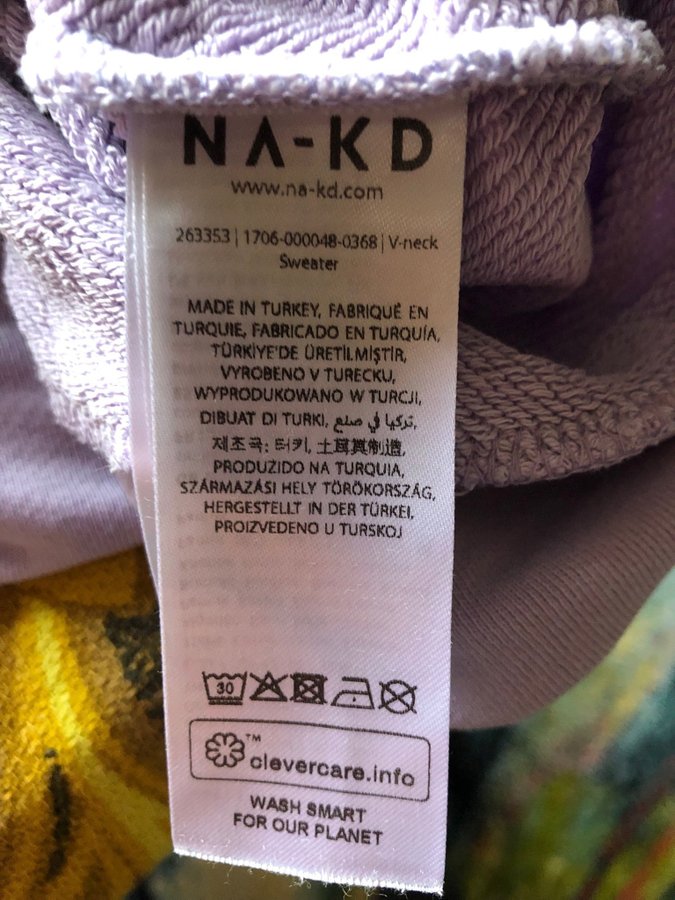 NA-KD
www.na-kd.com
263353 | 1706-000048-0368 | V-neck
Sweater
MADE IN TURKEY, FABRIQUÉ EN
TURQUIE, FABRICADO EN TURQUÍA,
TÜRKİYE'DE ÜRETİLMİŞTİR,
VYROBENO V TURECKU,
WYPRODUKOWANO W TURCJI,
DIBUAT DI TURKI, تركيا في صنع,
제조국: 터키, 土耳其制造,
PRODUZIDO NA TURQUIA,
SZÁRMAZÁSI HELY TÖRÖKORSZÁG,
HERGESTELLT IN DER TÜRKEI,
PROIZVEDENO U TURSKOJ
30
™
clevercare.info
WASH SMART
FOR OUR PLANET